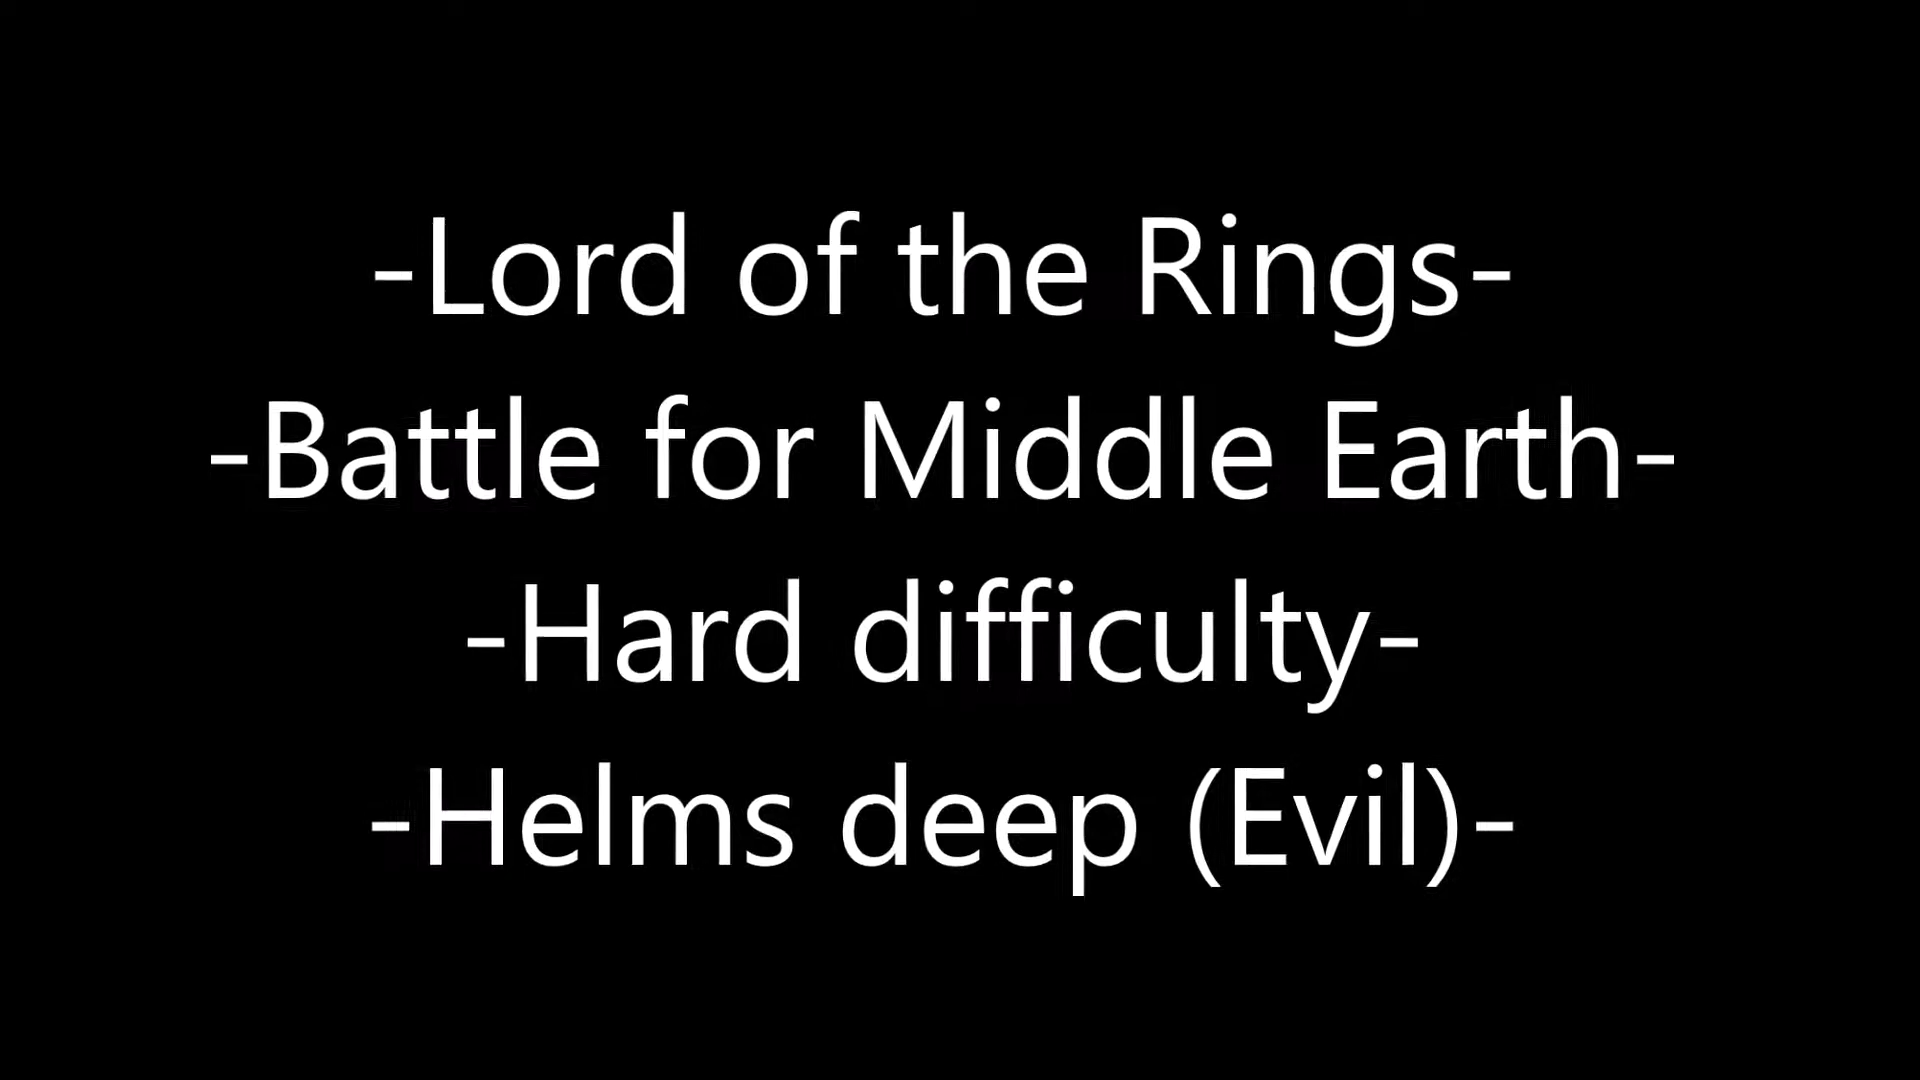 -Lord of the Rings-
-Battle for Middle Earth-
-Hard difficulty-
-Helms deep (Evil)-